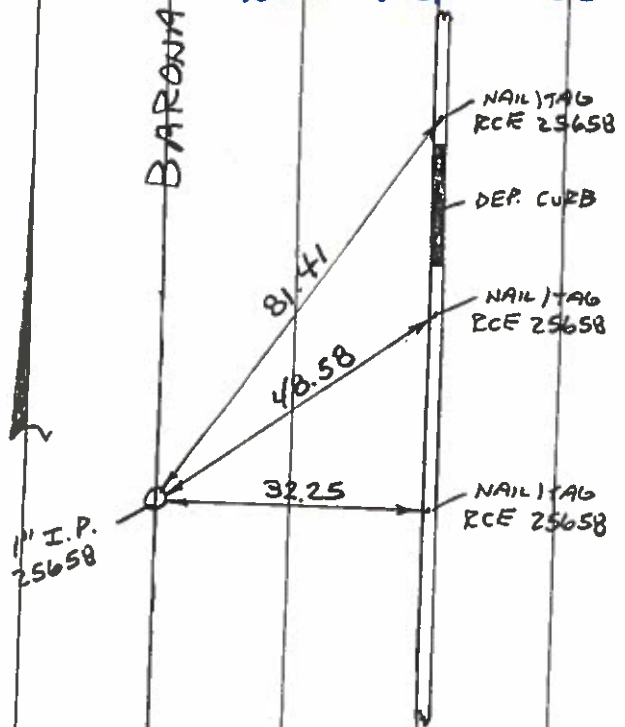 BARONA
NAIL/TAG
RCE 25658
DEP. CURB
81.41
NAIL/TAG
RCE 25658
48.58
32.25
NAIL/TAG
RCE 25658
1" I.P.
25658